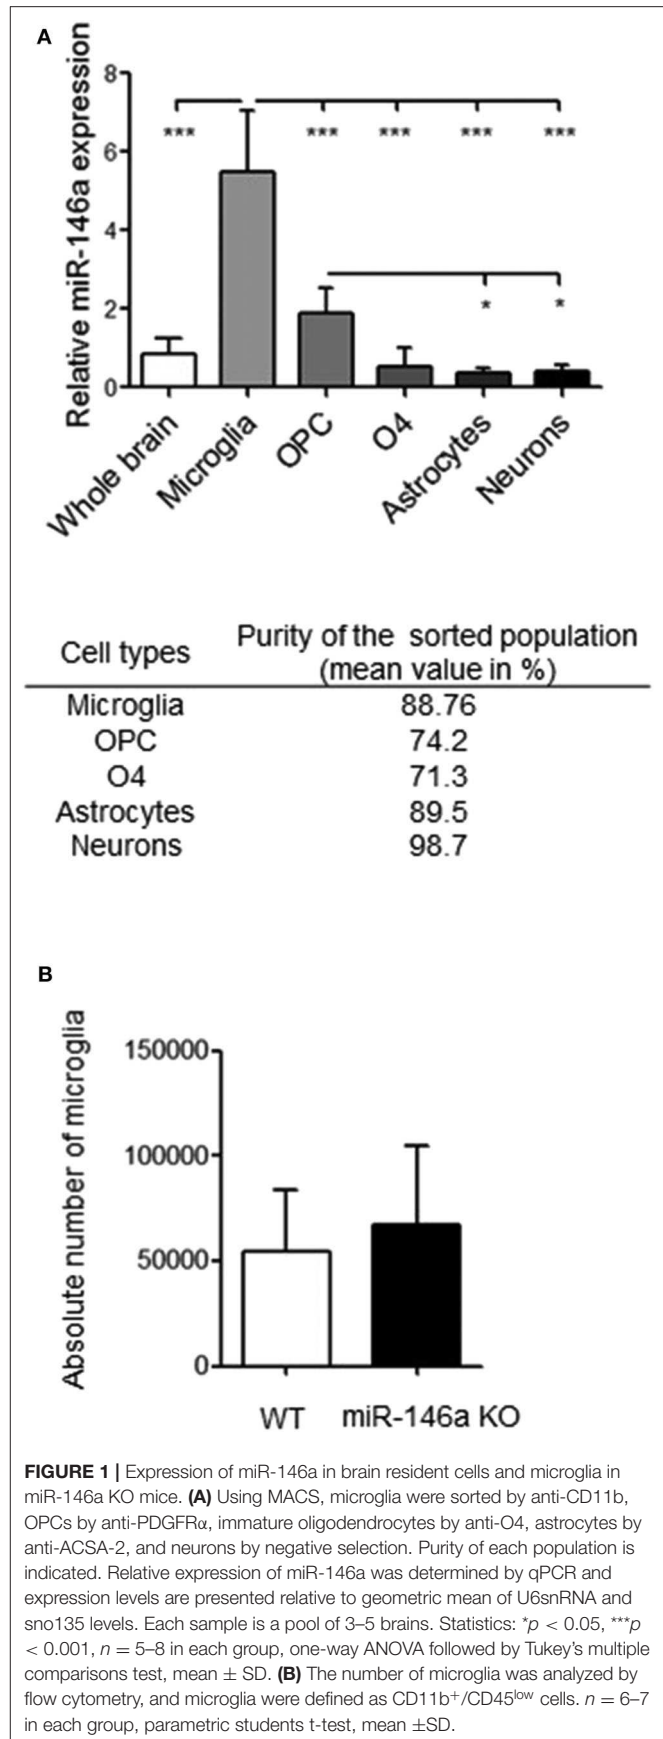 A
Relative miR-146a expression
8
6
4
2
0
*** *** *** *** ***
* *
Whole brain Microglia OPC O4 Astrocytes Neurons
Cell types Purity of the sorted population
(mean value in %)
Microglia 88.76
OPC 74.2
O4 71.3
Astrocytes 89.5
Neurons 98.7
B
Absolute number of microglia
150000
100000
50000
0
WT miR-146a KO
FIGURE 1 | Expression of miR-146a in brain resident cells and microglia in
miR-146a KO mice. (A) Using MACS, microglia were sorted by anti-CD11b,
OPCs by anti-PDGFRα, immature oligodendrocytes by anti-O4, astrocytes by
anti-ACSA-2, and neurons by negative selection. Purity of each population is
indicated. Relative expression of miR-146a was determined by qPCR and
expression levels are presented relative to geometric mean of U6snRNA and
sno135 levels. Each sample is a pool of 3–5 brains. Statistics: *p < 0.05, ***p
< 0.001, n = 5–8 in each group, one-way ANOVA followed by Tukey's multiple
comparisons test, mean ± SD. (B) The number of microglia was analyzed by
flow cytometry, and microglia were defined as CD11b⁺/CD45ˡᵒʷ cells. n = 6–7
in each group, parametric students t-test, mean ±SD.